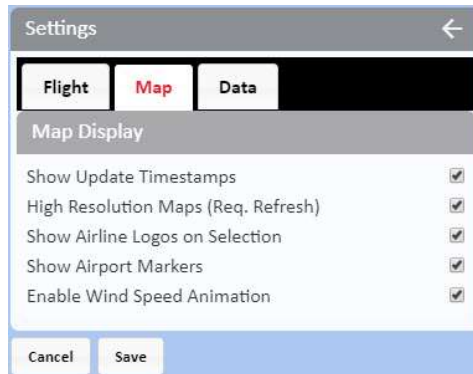 Settings
Flight Map Data
Map Display
Show Update Timestamps
High Resolution Maps (Req. Refresh)
Show Airline Logos on Selection
Show Airport Markers
Enable Wind Speed Animation
Cancel Save